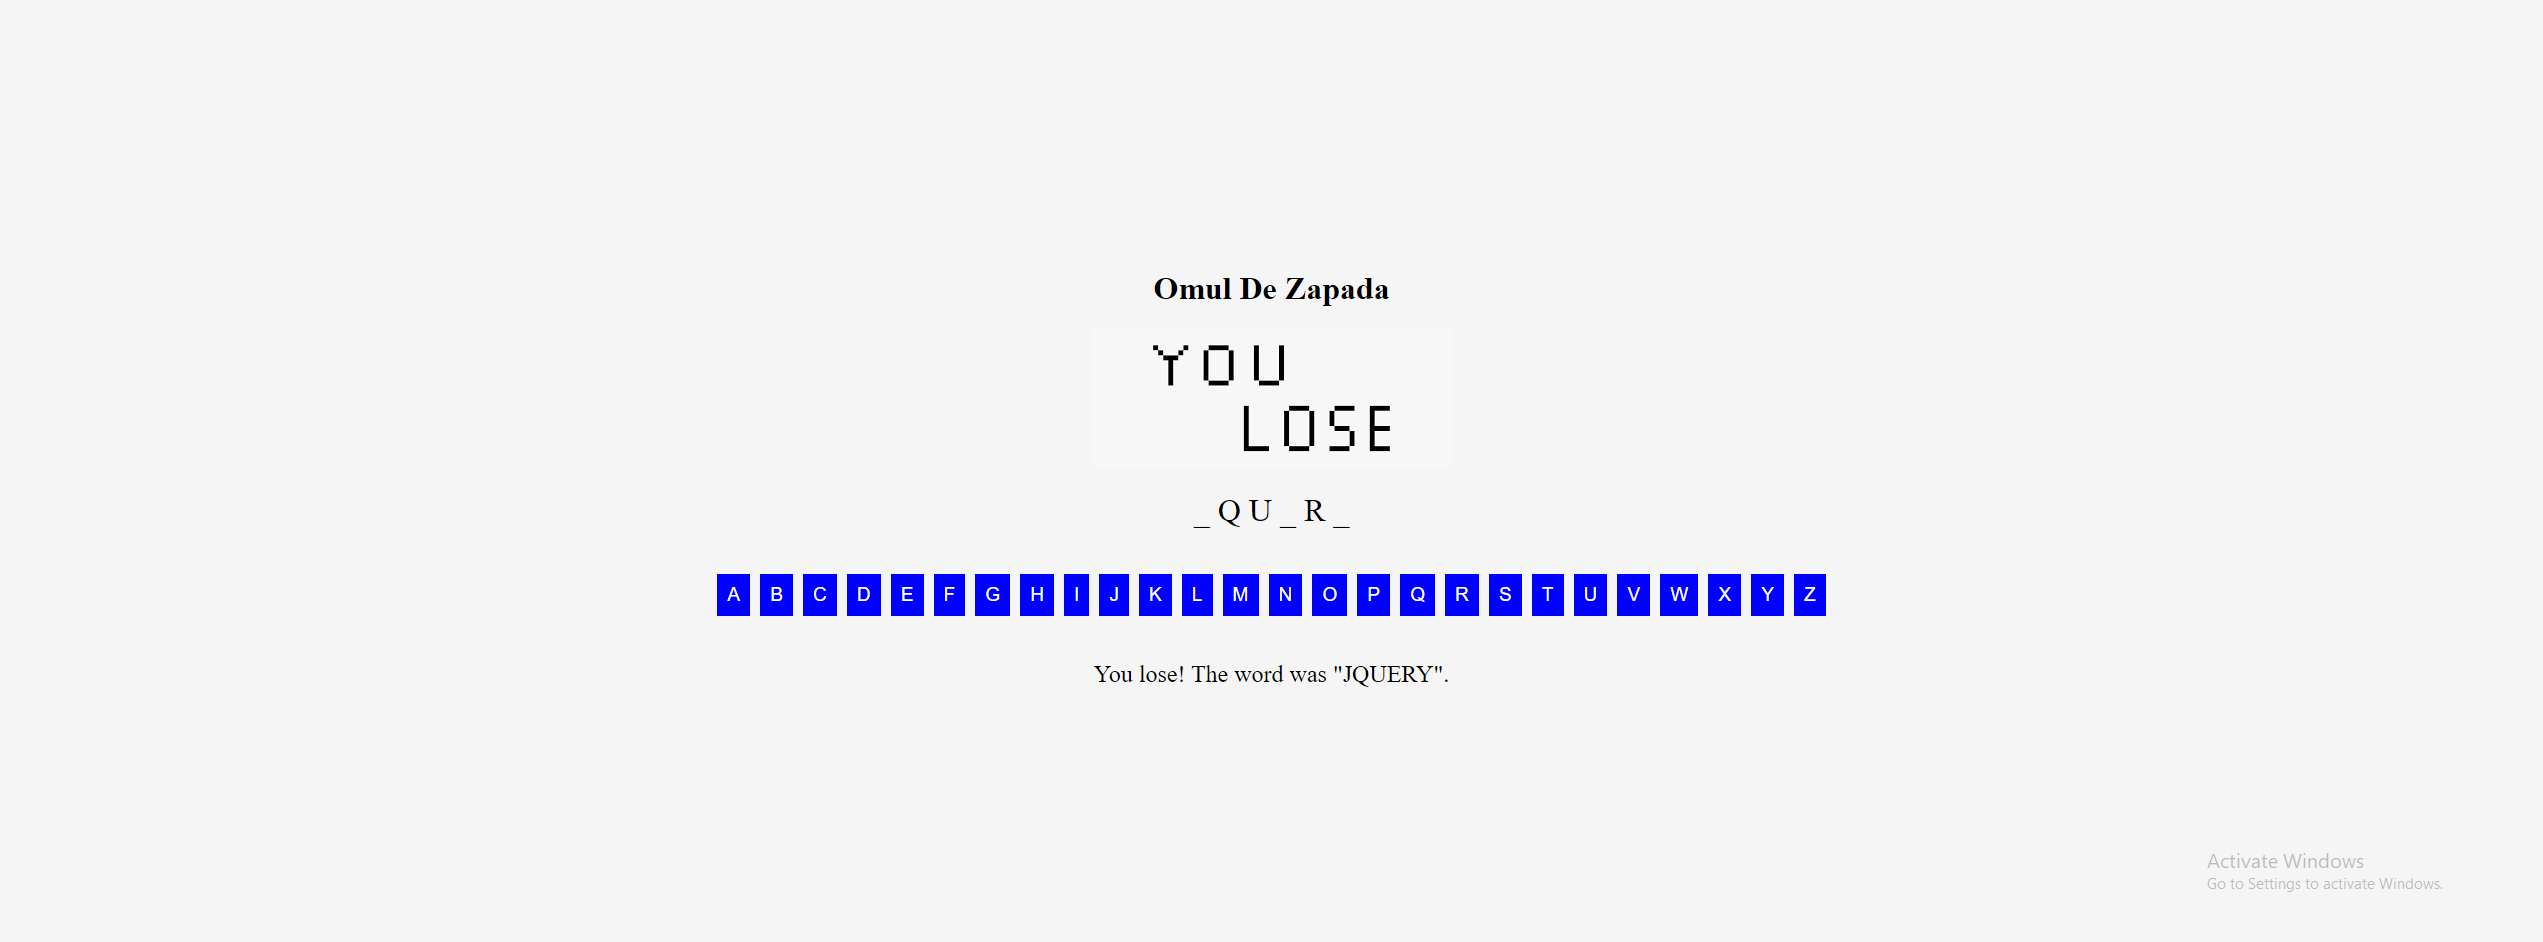 Omul De Zapada
YOU
LOSE
_ Q U _ R _
A B C D E F G H I J K L M N O P Q R S T U V W X Y Z
You lose! The word was "JQUERY".
Activate Windows
Go to Settings to activate Windows.